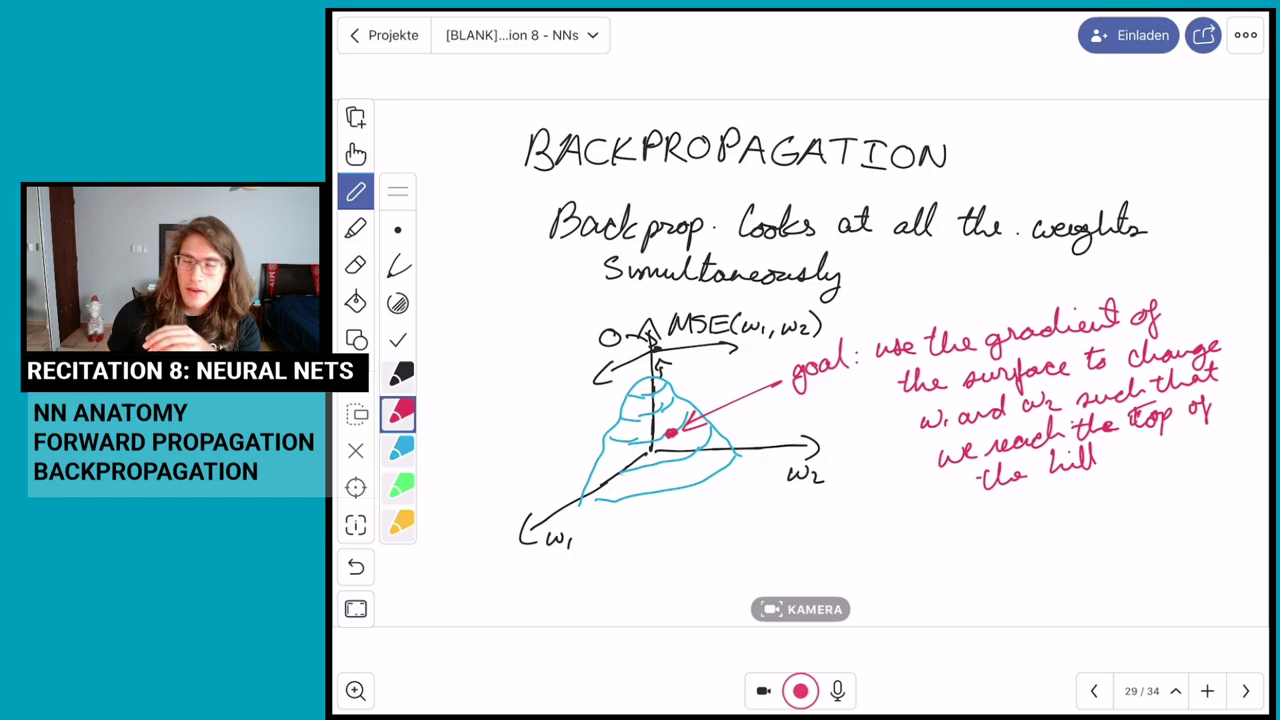 Projekte
[BLANK]...ion 8 - NNs
Einladen
BACKPROPAGATION
Backprop. looks at all the weights
simultaneously
0
MSE(w1, w2)
goal: use the gradient of
the surface to change
w1 and w2 such that
we reach the top of
the hill
w2
w1
RECITATION 8: NEURAL NETS
NN ANATOMY
FORWARD PROPAGATION
BACKPROPAGATION
KAMERA
29 / 34